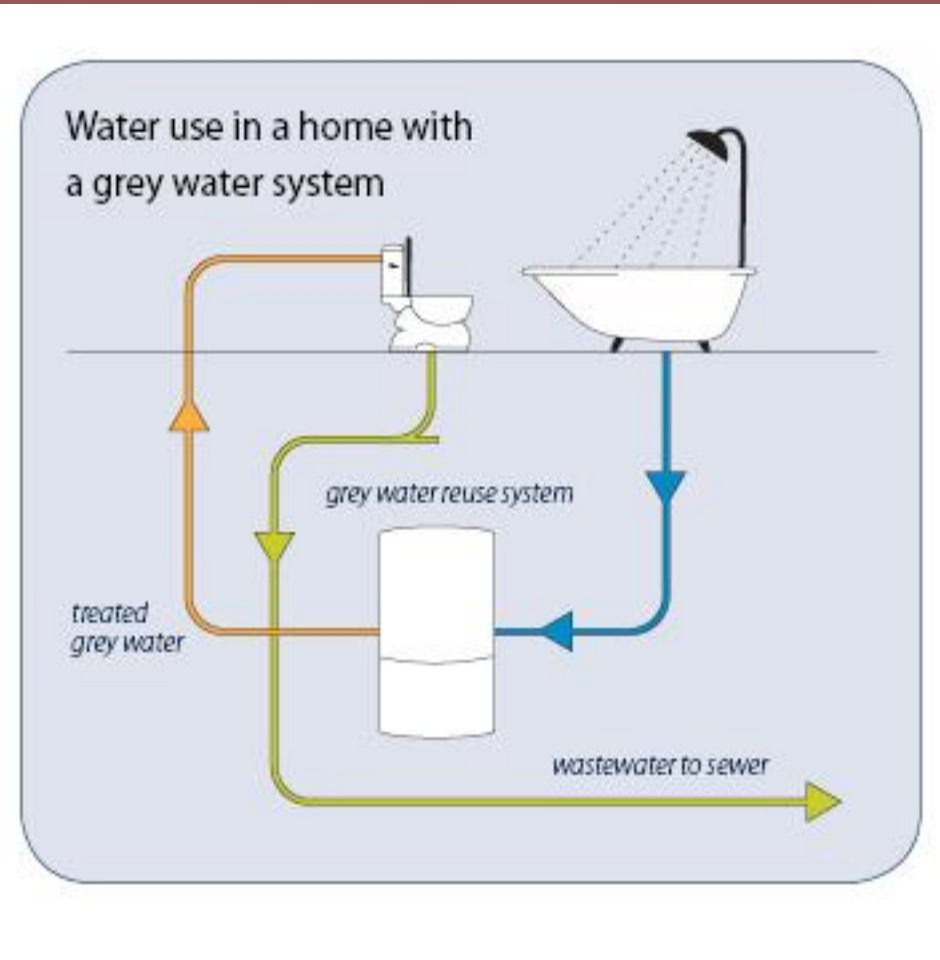 Water use in a home with
a grey water system
grey water reuse system
treated
grey water
wastewater to sewer